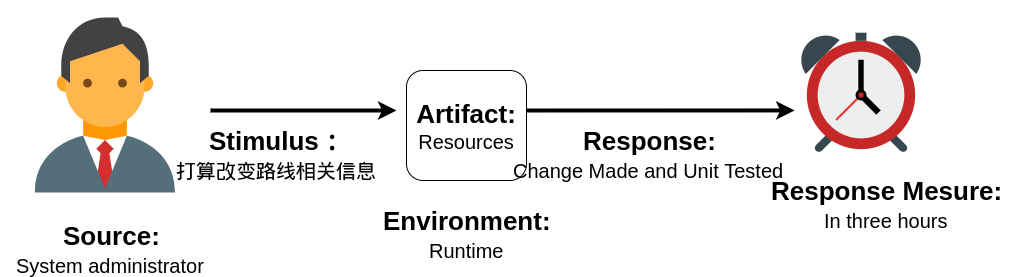 Source:
System administrator
Stimulus：
打算改变路线相关信息
Artifact:
Resources
Environment:
Runtime
Response:
Change Made and Unit Tested
Response Mesure:
In three hours